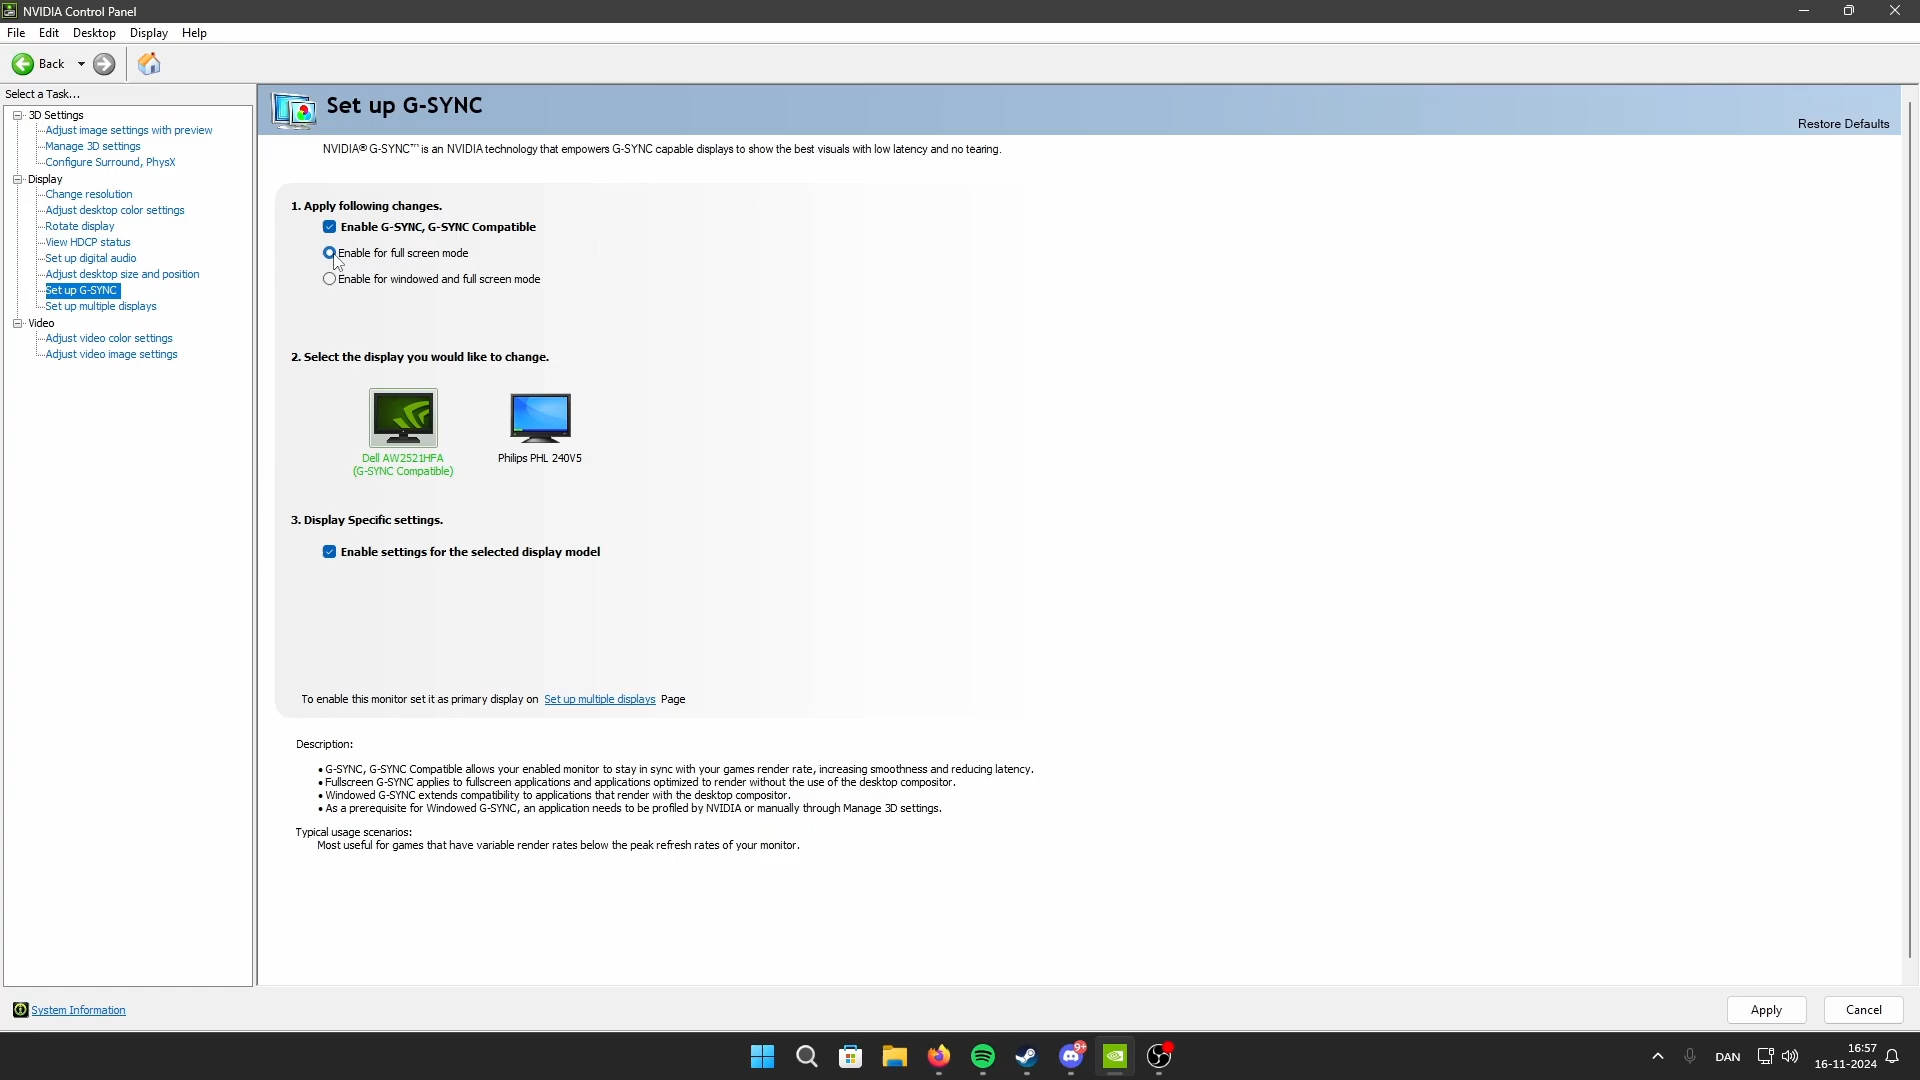 NVIDIA Control Panel
File Edit Desktop Display Help
Back
Select a Task...
3D Settings
Adjust image settings with preview
Manage 3D settings
Configure Surround, PhysX
Display
Change resolution
Adjust desktop color settings
Rotate display
View HDCP status
Set up digital audio
Adjust desktop size and position
Set up G-SYNC
Set up multiple displays
Video
Adjust video color settings
Adjust video image settings
System Information
Set up G-SYNC
Restore Defaults
NVIDIA® G-SYNC™ is an NVIDIA technology that empowers G-SYNC capable displays to show the best visuals with low latency and no tearing.
1. Apply following changes.
Enable G-SYNC, G-SYNC Compatible
Enable for full screen mode
Enable for windowed and full screen mode
2. Select the display you would like to change.
Dell AW2521HFA
(G-SYNC Compatible)
Philips PHL 240V5
3. Display Specific settings.
Enable settings for the selected display model
To enable this monitor set it as primary display on Set up multiple displays Page
Description:
• G-SYNC, G-SYNC Compatible allows your enabled monitor to stay in sync with your games render rate, increasing smoothness and reducing latency.
• Fullscreen G-SYNC applies to fullscreen applications and applications optimized to render without the use of the desktop compositor.
• Windowed G-SYNC extends compatibility to applications that render with the desktop compositor.
• As a prerequisite for Windowed G-SYNC, an application needs to be profiled by NVIDIA or manually through Manage 3D settings.
Typical usage scenarios:
Most useful for games that have variable render rates below the peak refresh rates of your monitor.
Apply Cancel
9+
DAN
16:57
16-11-2024